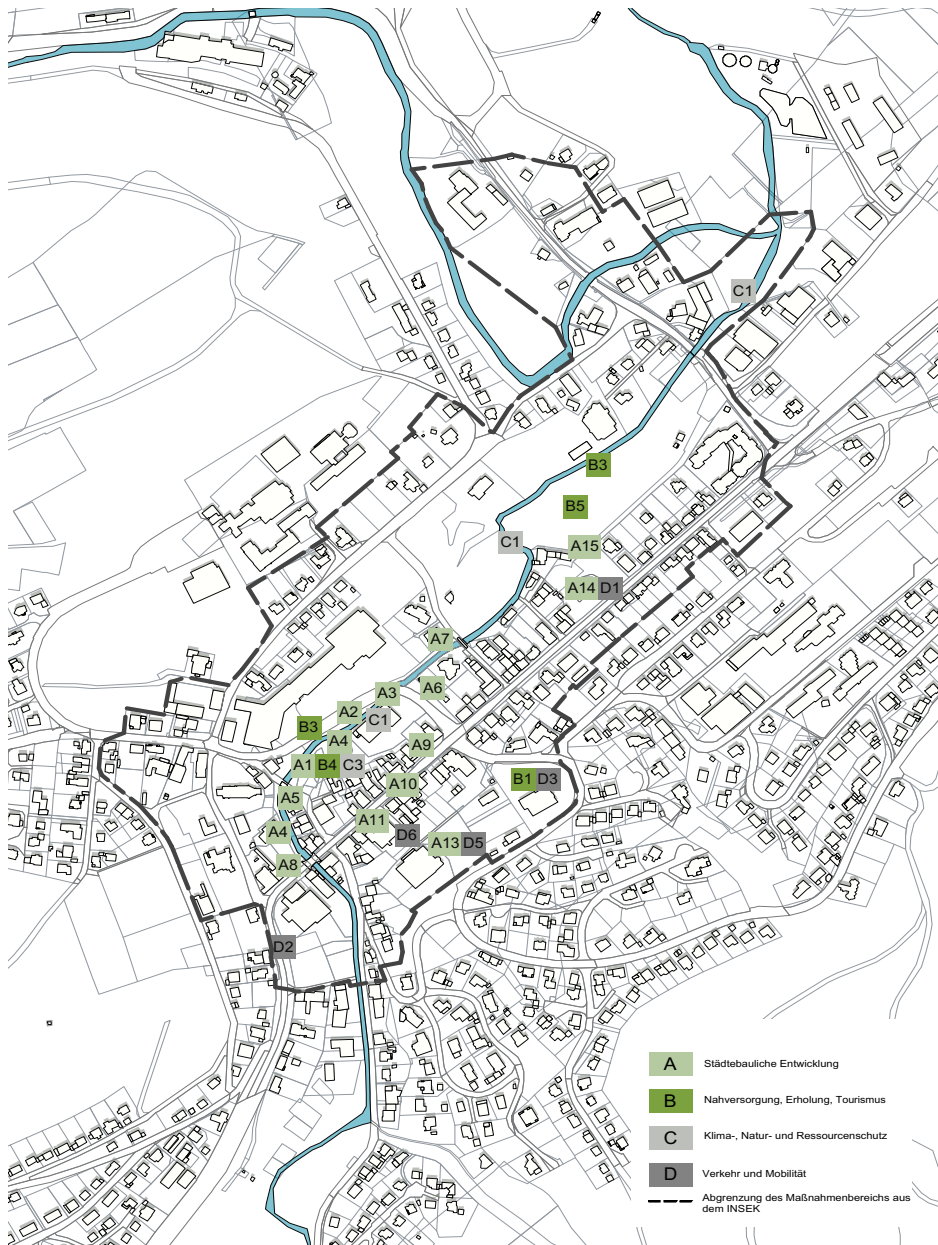 C1
B3
B5
C1
A15
A14 D1
A7
A6
A3
A2
C1
B3
A4
A9
A1 B4 C3
B1 D3
A10
A5
A11
A4
D6
A13 D5
A8
D2
A Städtebauliche Entwicklung
B Nahversorgung, Erholung, Tourismus
C Klima-, Natur- und Ressourcenschutz
D Verkehr und Mobilität
Abgrenzung des Maßnahmenbereichs aus
dem INSEK